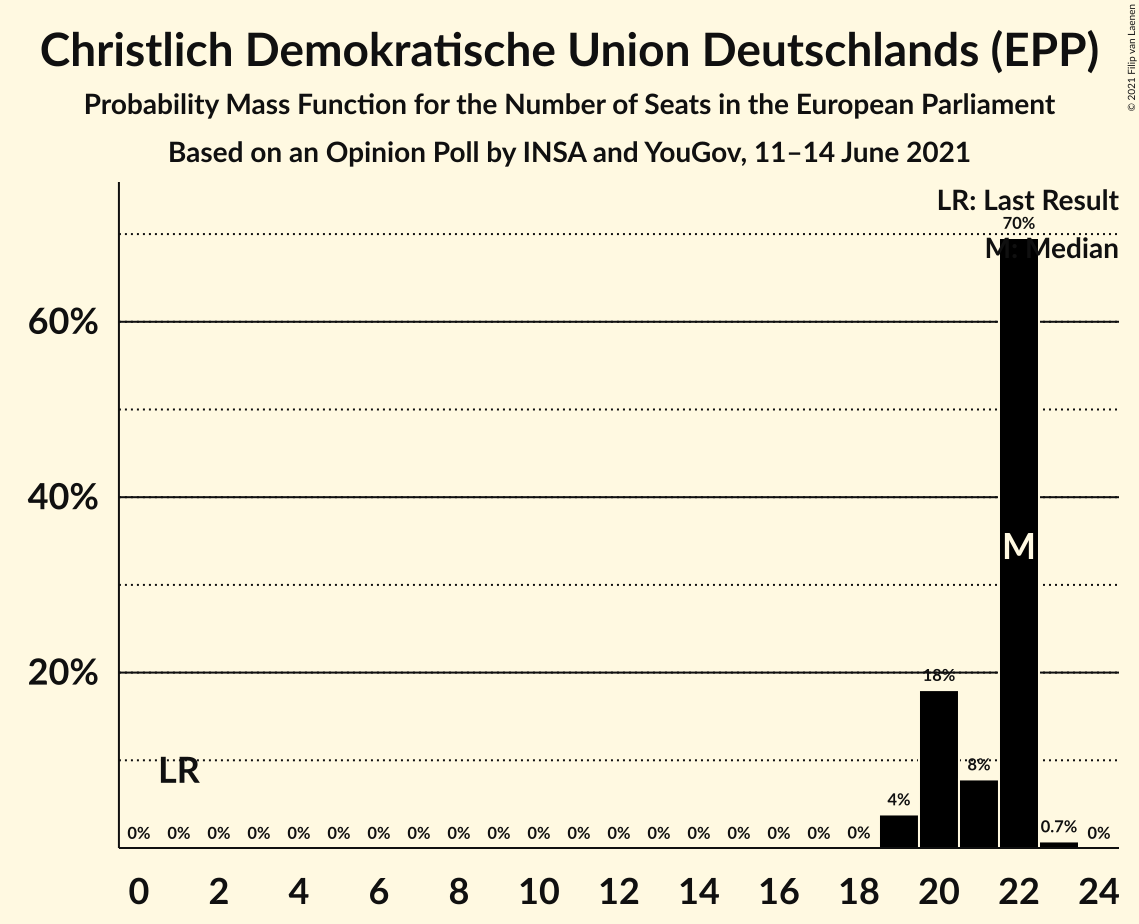 Christlich Demokratische Union Deutschlands (EPP)
Probability Mass Function for the Number of Seats in the European Parliament
Based on an Opinion Poll by INSA and YouGov, 11–14 June 2021
© 2021 Filip van Laenen
LR: Last Result
70%
M: Median
60%
40%
M
20%
18%
LR
8%
4%
0% 0% 0% 0% 0% 0% 0% 0% 0% 0% 0% 0% 0% 0% 0% 0% 0% 0% 0% 0.7% 0%
0 2 4 6 8 10 12 14 16 18 20 22 24